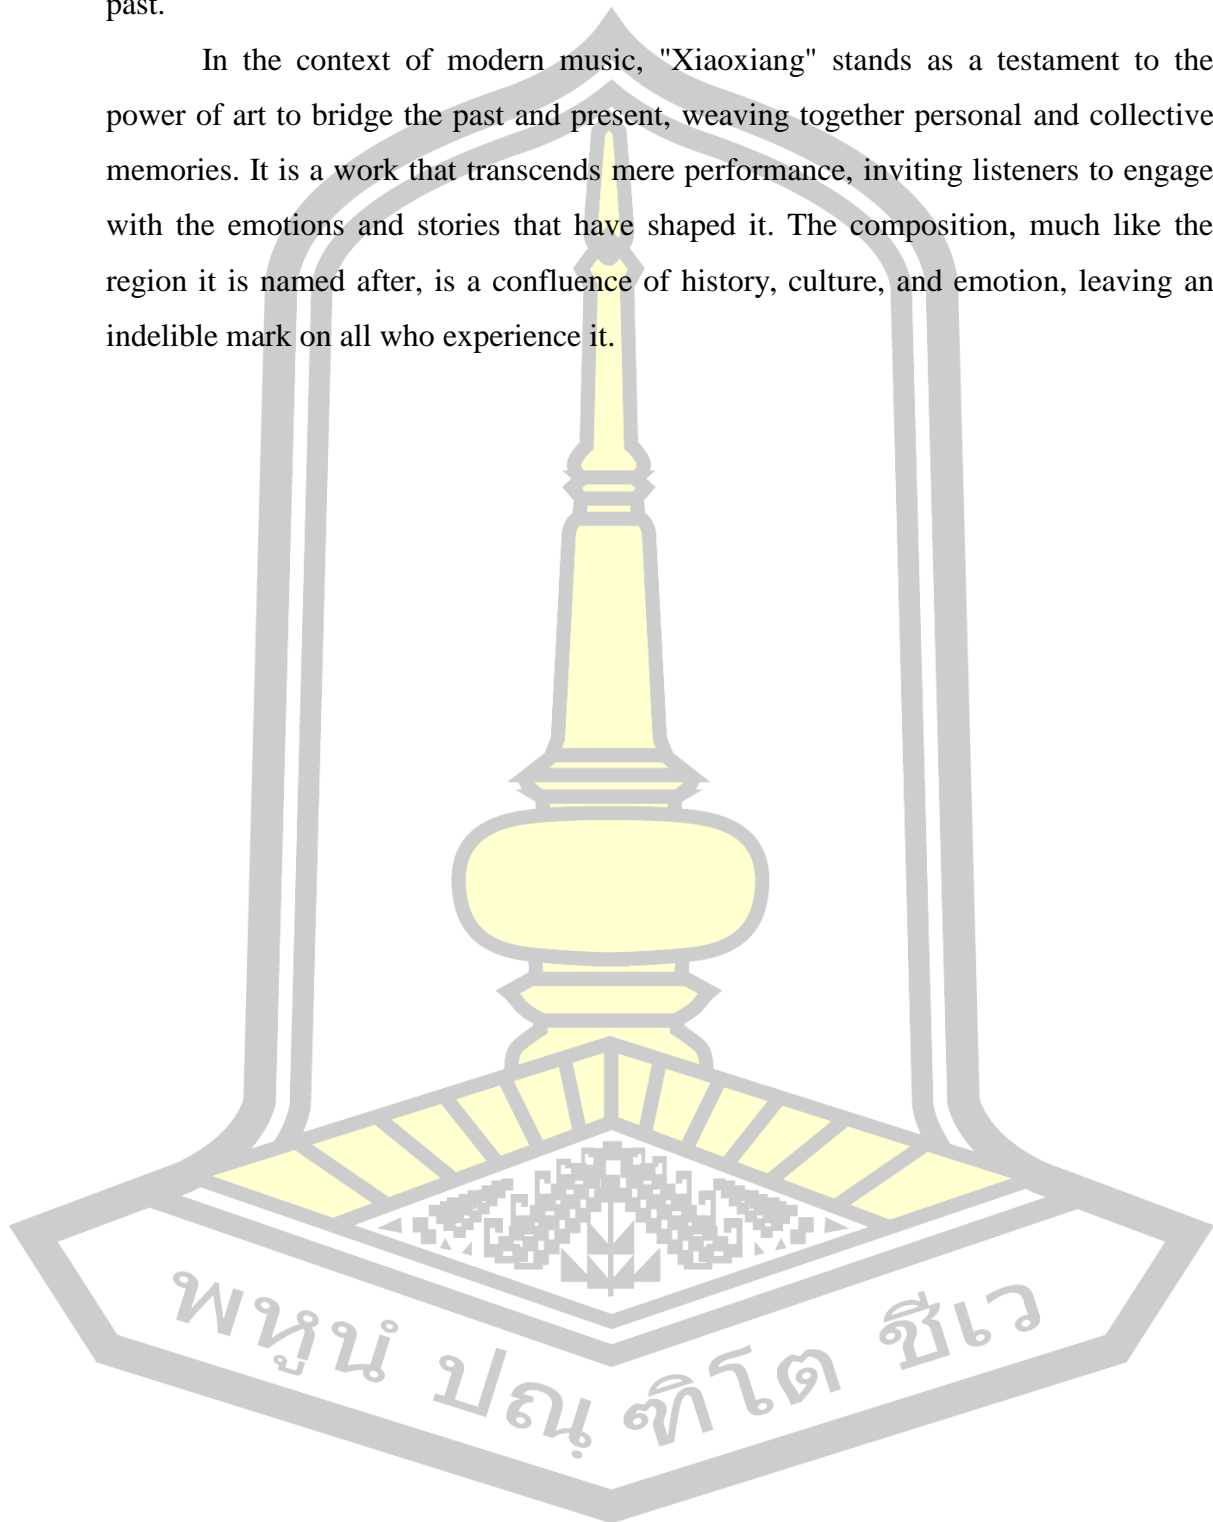 past.
In the context of modern music, "Xiaoxiang" stands as a testament to the
power of art to bridge the past and present, weaving together personal and collective
memories. It is a work that transcends mere performance, inviting listeners to engage
with the emotions and stories that have shaped it. The composition, much like the
region it is named after, is a confluence of history, culture, and emotion, leaving an
indelible mark on all who experience it.
พหูนํ ปณฺ ฑิโต ชีเว